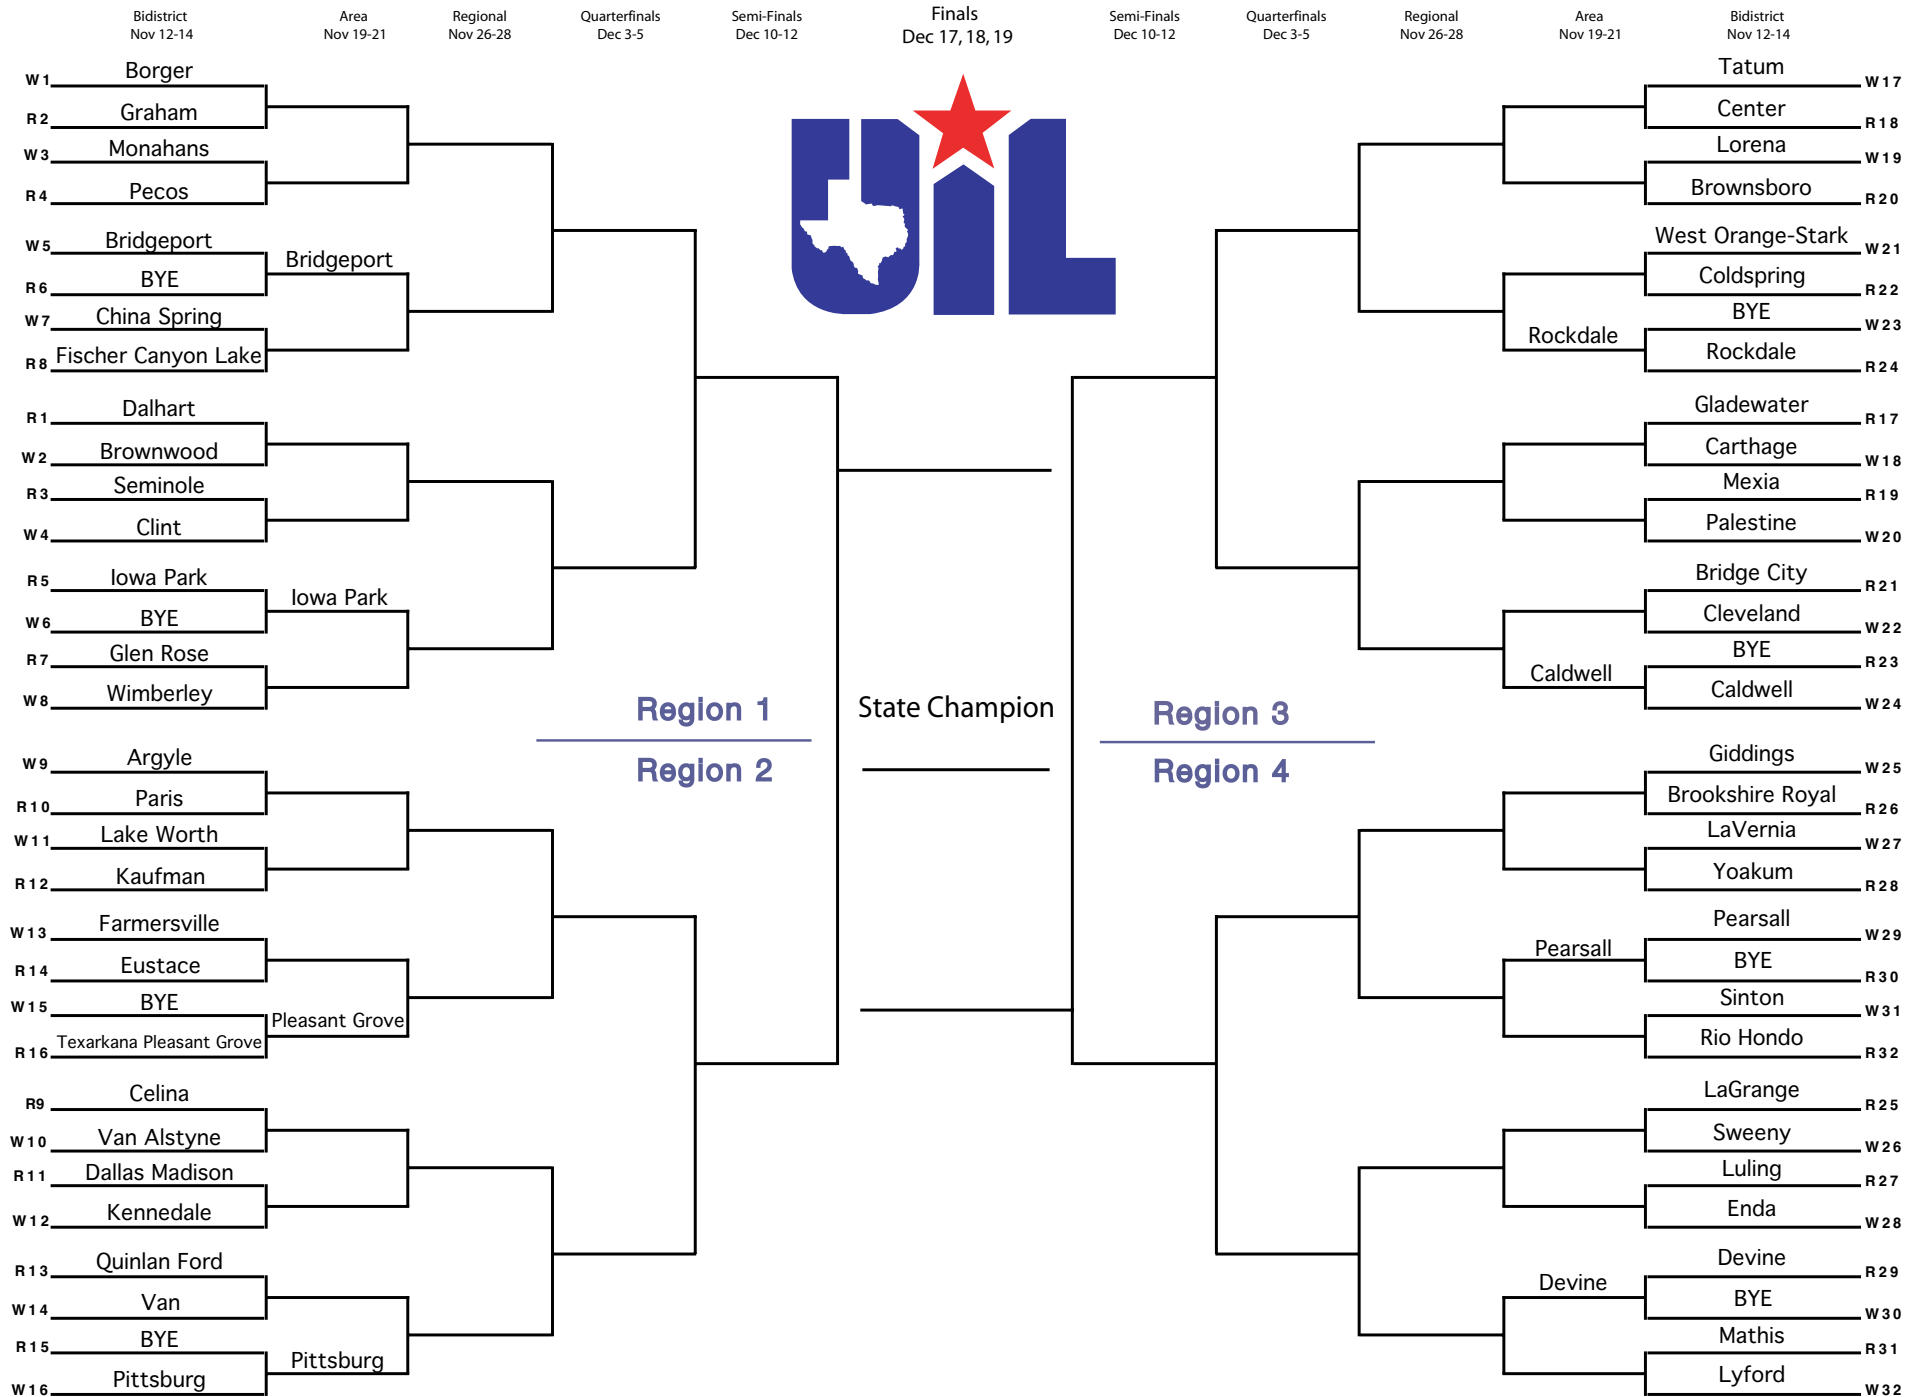 Bidistrict
Nov 12-14
Area
Nov 19-21
Regional
Nov 26-28
Quarterfinals
Dec 3-5
Semi-Finals
Dec 10-12
Finals
Dec 17, 18, 19
Semi-Finals
Dec 10-12
Quarterfinals
Dec 3-5
Regional
Nov 26-28
Area
Nov 19-21
Bidistrict
Nov 12-14
UIL
W1 Borger
R2 Graham
W3 Monahans
R4 Pecos
W5 Bridgeport
Bridgeport
R6 BYE
W7 China Spring
R8 Fischer Canyon Lake
R1 Dalhart
W2 Brownwood
R3 Seminole
W4 Clint
R5 Iowa Park
Iowa Park
W6 BYE
R7 Glen Rose
W8 Wimberley
Region 1
Region 2
W9 Argyle
R10 Paris
W11 Lake Worth
R12 Kaufman
W13 Farmersville
R14 Eustace
W15 BYE
Pleasant Grove
R16 Texarkana Pleasant Grove
R9 Celina
W10 Van Alstyne
R11 Dallas Madison
W12 Kennedale
R13 Quinlan Ford
W14 Van
R15 BYE
Pittsburg
W16 Pittsburg
State Champion
Tatum W17
Center R18
Lorena W19
Brownsboro R20
West Orange-Stark W21
Coldspring R22
BYE W23
Rockdale
Rockdale R24
Gladewater R17
Carthage W18
Mexia R19
Palestine W20
Bridge City R21
Cleveland W22
BYE R23
Caldwell
Caldwell W24
Region 3
Region 4
Giddings W25
Brookshire Royal R26
LaVernia W27
Yoakum R28
Pearsall W29
Pearsall
BYE R30
Sinton W31
Rio Hondo R32
LaGrange R25
Sweeny W26
Luling R27
Enda W28
Devine R29
Devine
BYE W30
Mathis R31
Lyford W32